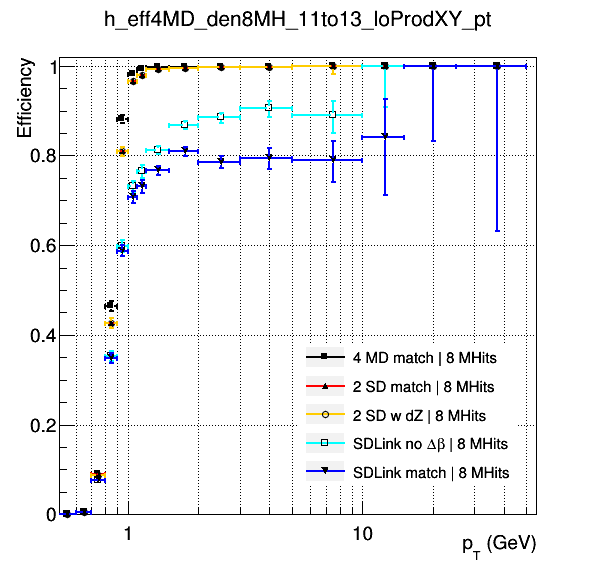 h_eff4MD_den8MH_11to13_loProdXY_pt
Efficiency
1
0.8
0.6
0.4
0.2
0
4 MD match | 8 MHits
2 SD match | 8 MHits
2 SD w dZ | 8 MHits
SDLink no Δβ | 8 MHits
SDLink match | 8 MHits
1 10
p_T (GeV)